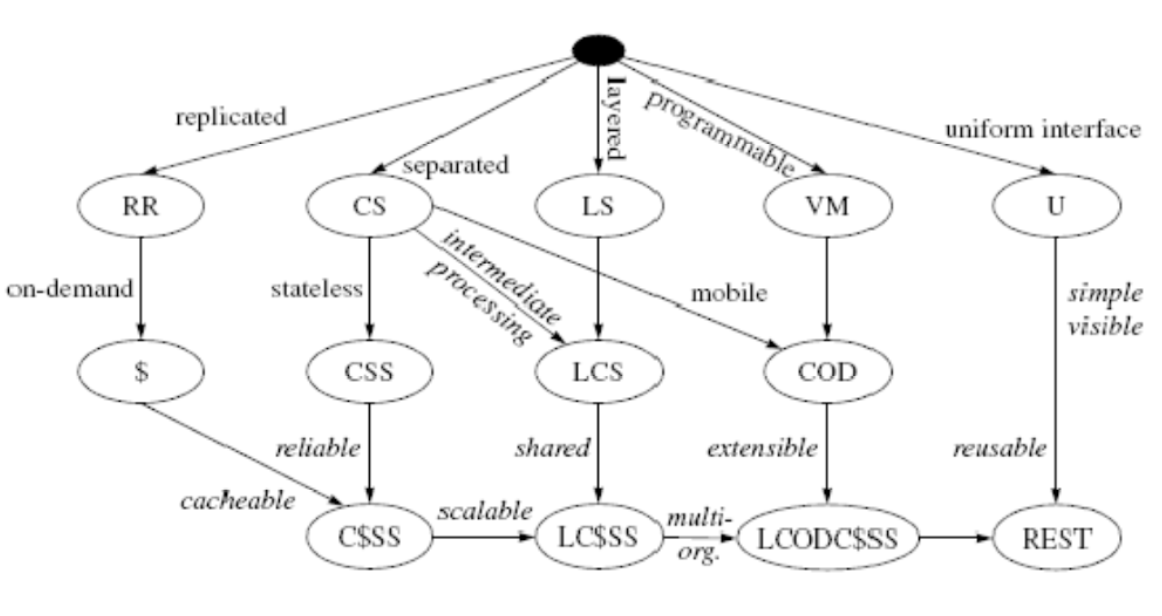 layered
programmable
replicated
uniform interface
separated
RR
CS
LS
VM
U
intermediate
processing
on-demand
stateless
mobile
simple
visible
$
CSS
LCS
COD
reliable
shared
extensible
reusable
cacheable
scalable
multi-
org.
C$SS
LC$SS
LCODC$SS
REST